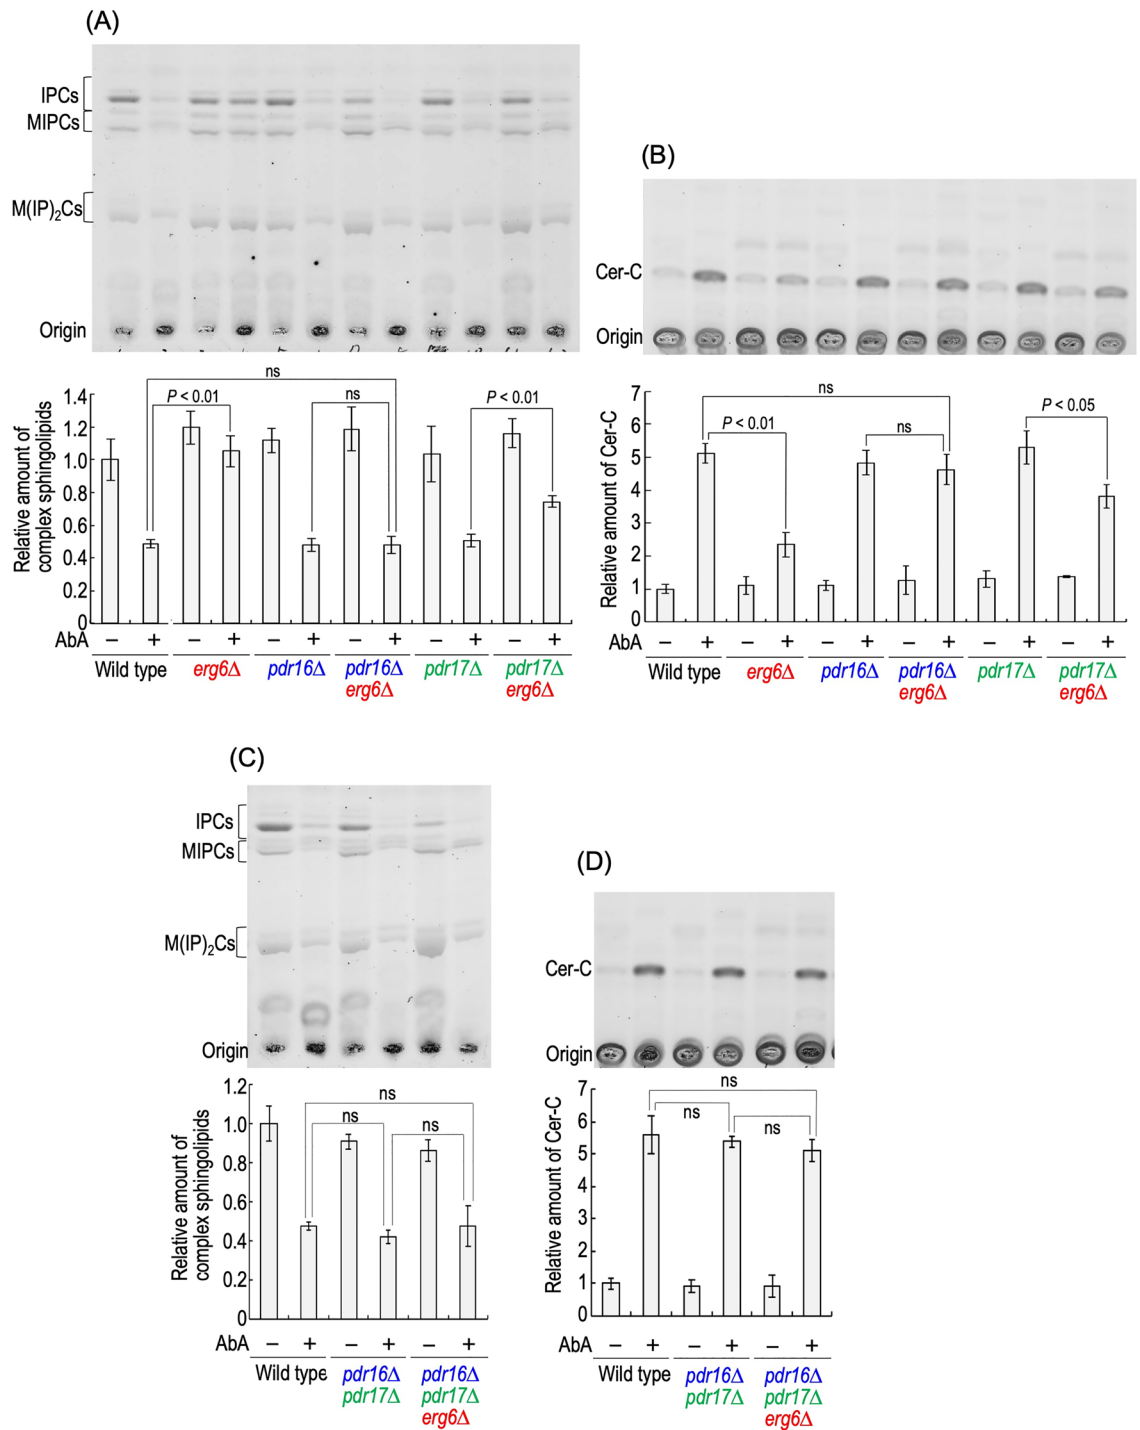 (A)
IPCs
MIPCs
M(IP)₂Cs
Origin
Relative amount of
complex sphingolipids
1.4
1.2
1.0
0.8
0.6
0.4
0.2
0
ns
P < 0.01
ns
P < 0.01
AbA − + − + − + − + − + − +
Wild type erg6Δ pdr16Δ pdr16Δ pdr17Δ pdr17Δ
erg6Δ erg6Δ
(B)
Cer-C
Origin
Relative amount of Cer-C
7
6
5
4
3
2
1
0
ns
P < 0.01
ns
P < 0.05
AbA − + − + − + − + − + − +
Wild type erg6Δ pdr16Δ pdr16Δ pdr17Δ pdr17Δ
erg6Δ erg6Δ
(C)
IPCs
MIPCs
M(IP)₂Cs
Origin
Relative amount of
complex sphingolipids
1.2
1.0
0.8
0.6
0.4
0.2
0
ns
ns
ns
AbA − + − + − +
Wild type pdr16Δ pdr16Δ
pdr17Δ pdr17Δ
erg6Δ
(D)
Cer-C
Origin
Relative amount of Cer-C
7
6
5
4
3
2
1
0
ns
ns
ns
AbA − + − + − +
Wild type pdr16Δ pdr16Δ
pdr17Δ pdr17Δ
erg6Δ